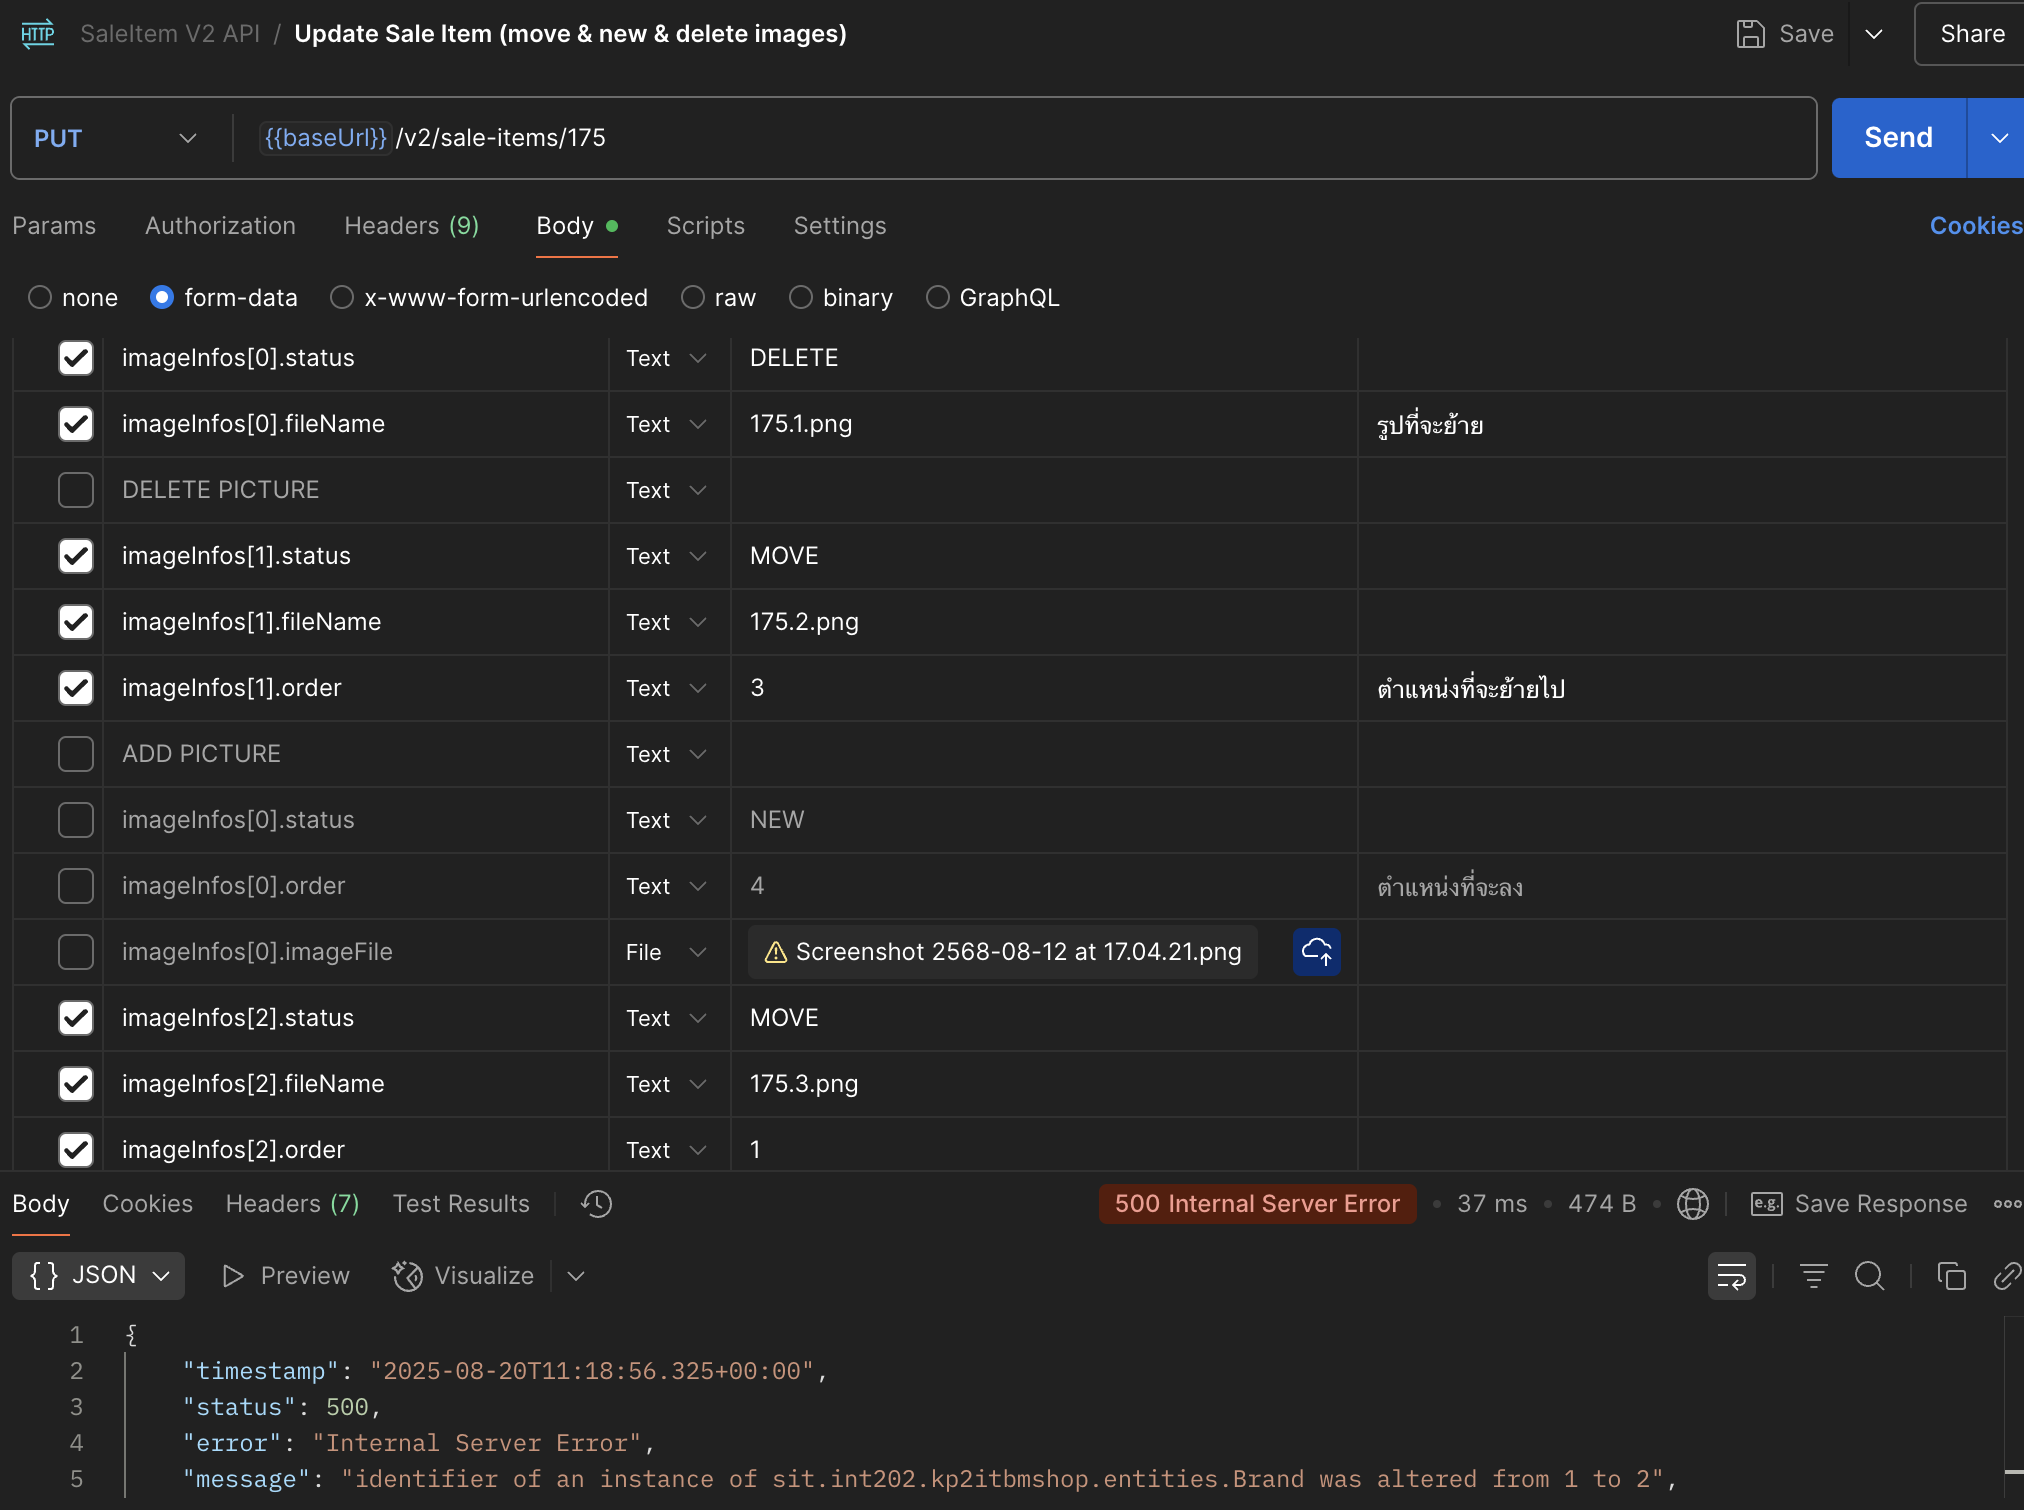 HTTP SaleItem V2 API / Update Sale Item (move & new & delete images) Save Share
PUT {{baseUrl}}/v2/sale-items/175 Send
Params Authorization Headers (9) Body Scripts Settings Cookies
none form-data x-www-form-urlencoded raw binary GraphQL
imageInfos[0].status Text DELETE
imageInfos[0].fileName Text 175.1.png รูปที่จะย้าย
DELETE PICTURE Text
imageInfos[1].status Text MOVE
imageInfos[1].fileName Text 175.2.png
imageInfos[1].order Text 3 ตำแหน่งที่จะย้ายไป
ADD PICTURE Text
imageInfos[0].status Text NEW
imageInfos[0].order Text 4 ตำแหน่งที่จะลง
imageInfos[0].imageFile File Screenshot 2568-08-12 at 17.04.21.png
imageInfos[2].status Text MOVE
imageInfos[2].fileName Text 175.3.png
imageInfos[2].order Text 1
Body Cookies Headers (7) Test Results 500 Internal Server Error • 37 ms • 474 B • e.g. Save Response
{} JSON Preview Visualize
1 {
2 "timestamp": "2025-08-20T11:18:56.325+00:00",
3 "status": 500,
4 "error": "Internal Server Error",
5 "message": "identifier of an instance of sit.int202.kp2itbmshop.entities.Brand was altered from 1 to 2",